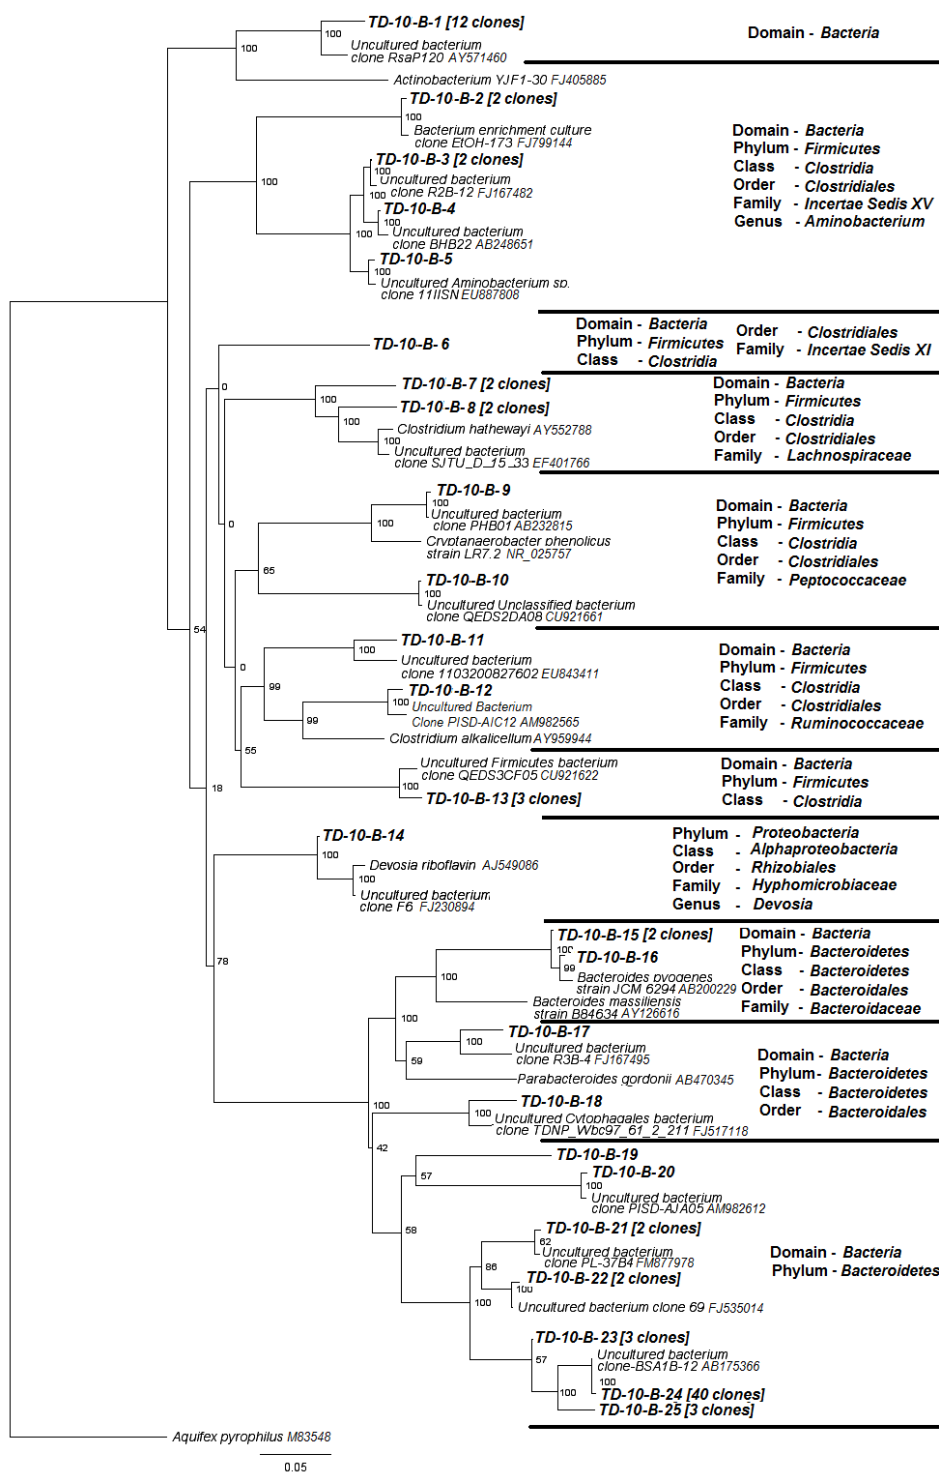 TD-10-B-1 [12 clones]
100
100
Uncultured bacterium
clone RsaP120 AY571460
Domain - Bacteria
Actinobacterium YJF1-30 FJ405885
TD-10-B-2 [2 clones]
100
Bacterium enrichment culture
clone EtOH-173 FJ799144
100
TD-10-B-3 [2 clones]
100
Uncultured bacterium
clone R2B-12 FJ167482
100
TD-10-B-4
100
100
Uncultured bacterium
clone BHB22 AB248651
TD-10-B-5
100
Uncultured Aminobacterium sp.
clone 11IISN EU887808
Domain - Bacteria
Phylum - Firmicutes
Class - Clostridia
Order - Clostridiales
Family - Incertae Sedis XV
Genus - Aminobacterium
TD-10-B-6
0
Domain - Bacteria
Phylum - Firmicutes
Class - Clostridia
Order - Clostridiales
Family - Incertae Sedis XI
TD-10-B-7 [2 clones]
100
TD-10-B-8 [2 clones]
100
Clostridium hathewayi AY552788
100
Uncultured bacterium
clone SJTU_D_15_33 EF401766
Domain - Bacteria
Phylum - Firmicutes
Class - Clostridia
Order - Clostridiales
Family - Lachnospiraceae
0
TD-10-B-9
100
Uncultured bacterium
clone PHB01 AB232815
100
Cryptanaerobacter phenolicus
strain LR7.2 NR_025757
65
TD-10-B-10
100
Uncultured Unclassified bacterium
clone QEDS2DA08 CU921661
Domain - Bacteria
Phylum - Firmicutes
Class - Clostridia
Order - Clostridiales
Family - Peptococcaceae
54
0
TD-10-B-11
100
Uncultured bacterium
clone 1103200827602 EU843411
99
TD-10-B-12
100
Uncultured Bacterium
Clone PISD-AIC12 AM982565
99
Clostridium alkalicellum AY959944
Domain - Bacteria
Phylum - Firmicutes
Class - Clostridia
Order - Clostridiales
Family - Ruminococcaceae
55
18
Uncultured Firmicutes bacterium
clone QEDS3CF05 CU921622
100
TD-10-B-13 [3 clones]
Domain - Bacteria
Phylum - Firmicutes
Class - Clostridia
TD-10-B-14
100
Devosia riboflavin AJ549086
100
Uncultured bacterium
clone F6 FJ230894
Phylum - Proteobacteria
Class - Alphaproteobacteria
Order - Rhizobiales
Family - Hyphomicrobiaceae
Genus - Devosia
78
TD-10-B-15 [2 clones]
100
TD-10-B-16
99
100
Bacteroides pyogenes
strain JCM 6294 AB200229
Bacteroides massiliensis
strain B84634 AY126616
Domain - Bacteria
Phylum- Bacteroidetes
Class - Bacteroidetes
Order - Bacteroidales
Family - Bacteroidaceae
100
TD-10-B-17
100
Uncultured bacterium
clone R3B-4 FJ167495
59
Parabacteroides gordonii AB470345
100
TD-10-B-18
100
Uncultured Cytophagales bacterium
clone TDNP_Wbc97_61_2_211 FJ517118
Domain - Bacteria
Phylum- Bacteroidetes
Class - Bacteroidetes
Order - Bacteroidales
42
TD-10-B-19
57
TD-10-B-20
100
Uncultured bacterium
clone PISD-AJA05 AM982612
58
TD-10-B-21 [2 clones]
62
Uncultured bacterium
clone PL-37B4 FM877978
86
TD-10-B-22 [2 clones]
100
100
Uncultured bacterium clone 69 FJ535014
TD-10-B-23 [3 clones]
57
Uncultured bacterium
clone-BSA1B-12 AB175366
100
100
TD-10-B-24 [40 clones]
TD-10-B-25 [3 clones]
Domain - Bacteria
Phylum - Bacteroidetes
Aquifex pyrophilus M83548
0.05